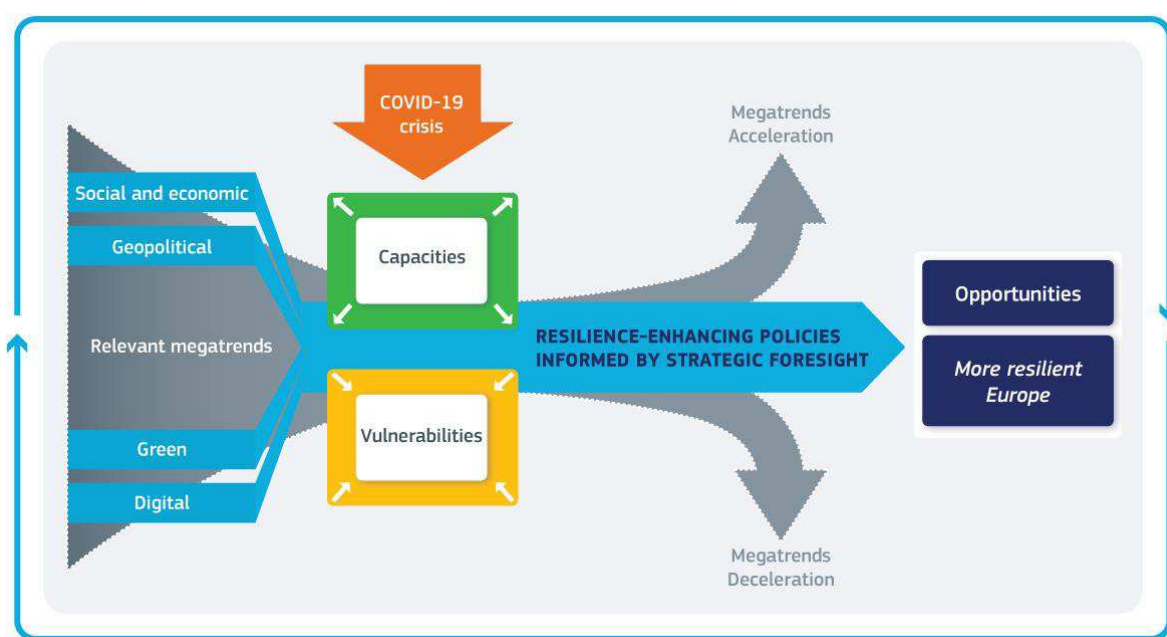 COVID-19
crisis
Megatrends
Acceleration
Social and economic
Geopolitical
Relevant megatrends
Green
Digital
Capacities
Vulnerabilities
RESILIENCE-ENHANCING POLICIES
INFORMED BY STRATEGIC FORESIGHT
Opportunities
More resilient
Europe
Megatrends
Deceleration